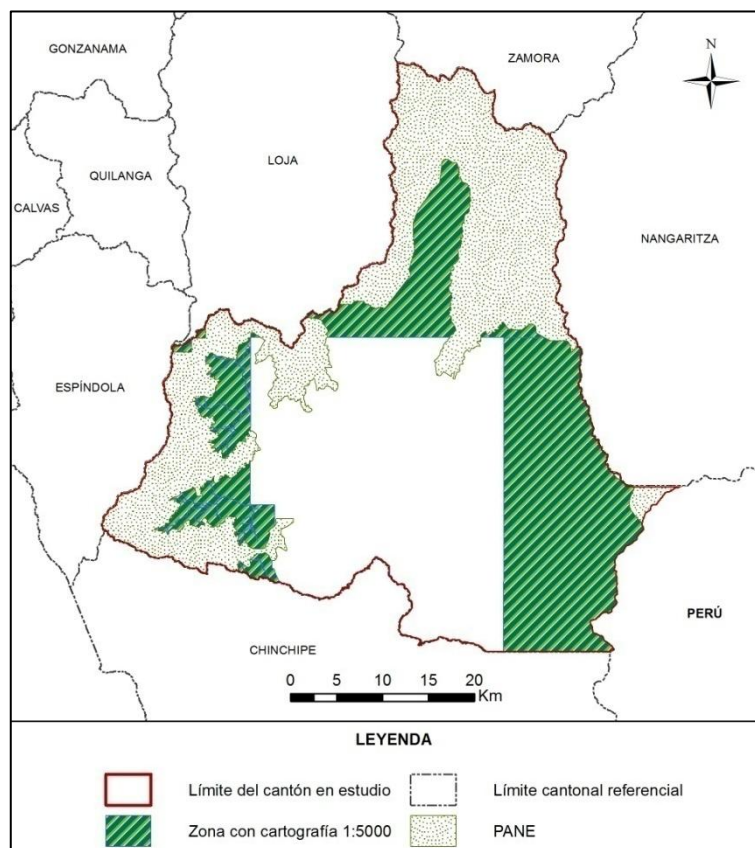 GONZANAMA
ZAMORA
N
LOJA
QUILANGA
CALVAS
NANGARITZA
ESPÍNDOLA
PERÚ
CHINCHIPE
0 5 10 15 20
Km
LEYENDA
Límite del cantón en estudio
Límite cantonal referencial
Zona con cartografía 1:5000
PANE